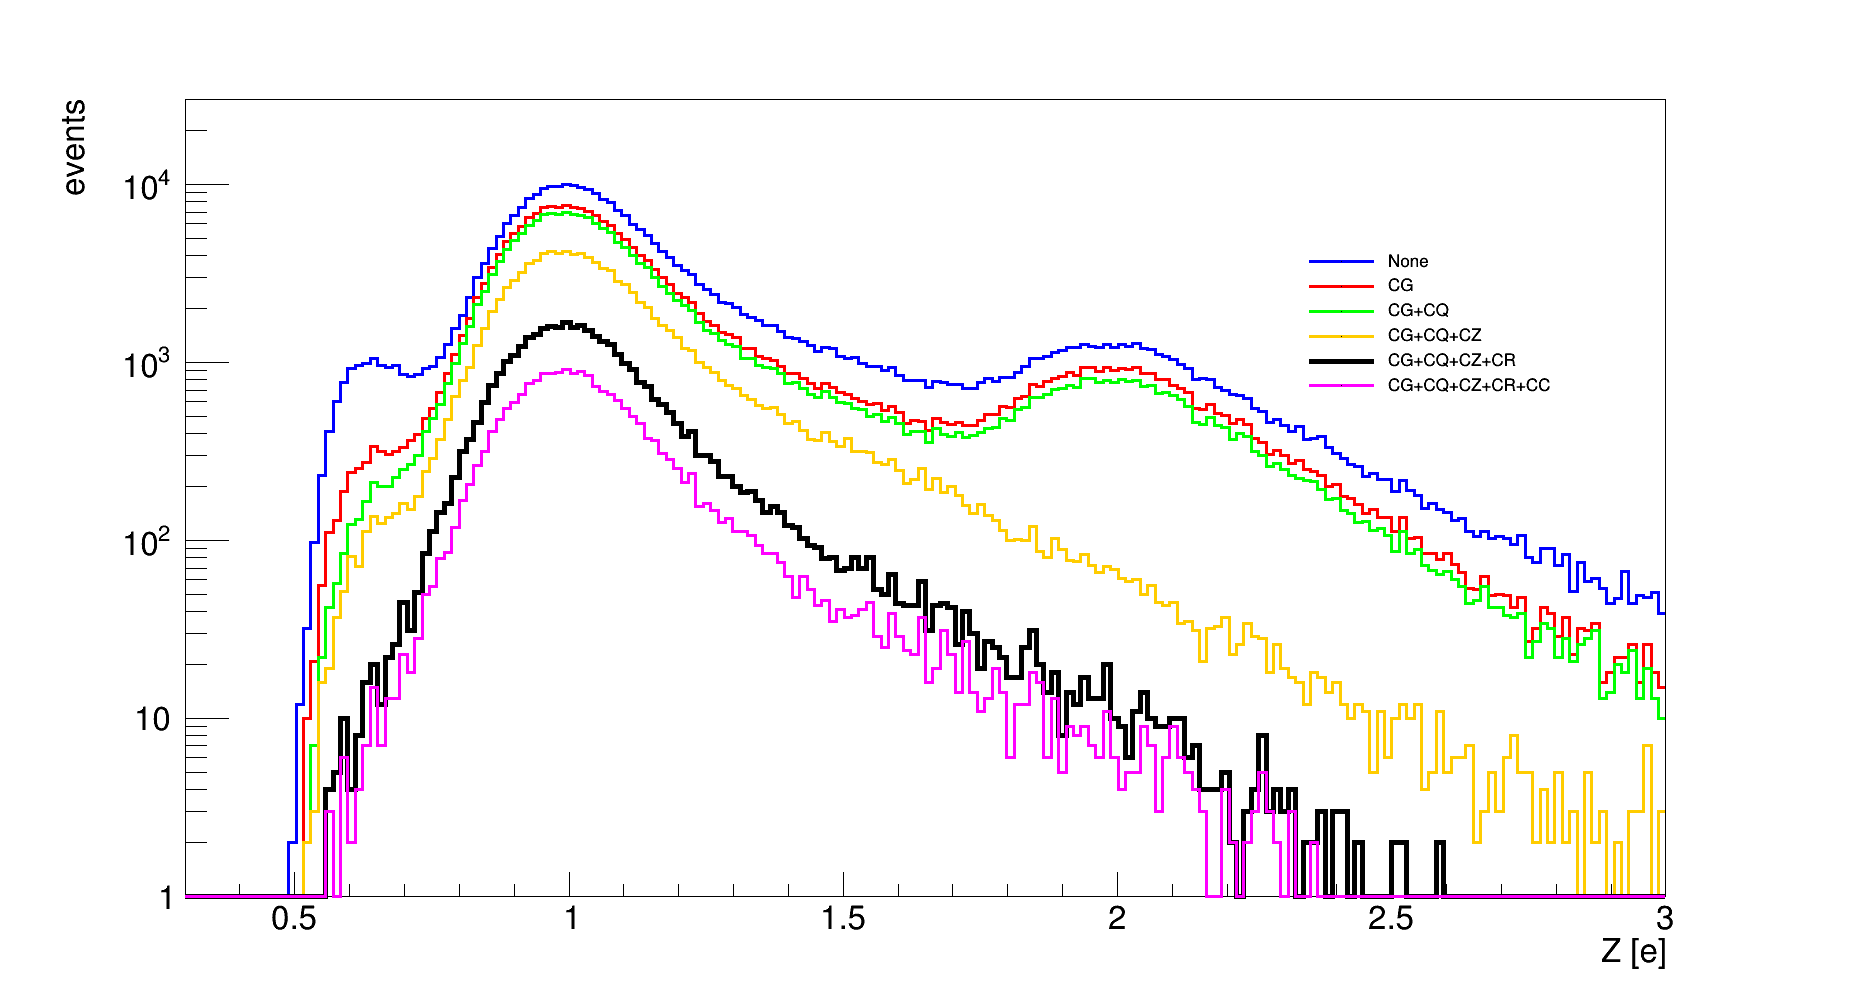 events
10^4
10^3
10^2
10
1
0.5 1 1.5 2 2.5 3
Z [e]
None
CG
CG+CQ
CG+CQ+CZ
CG+CQ+CZ+CR
CG+CQ+CZ+CR+CC